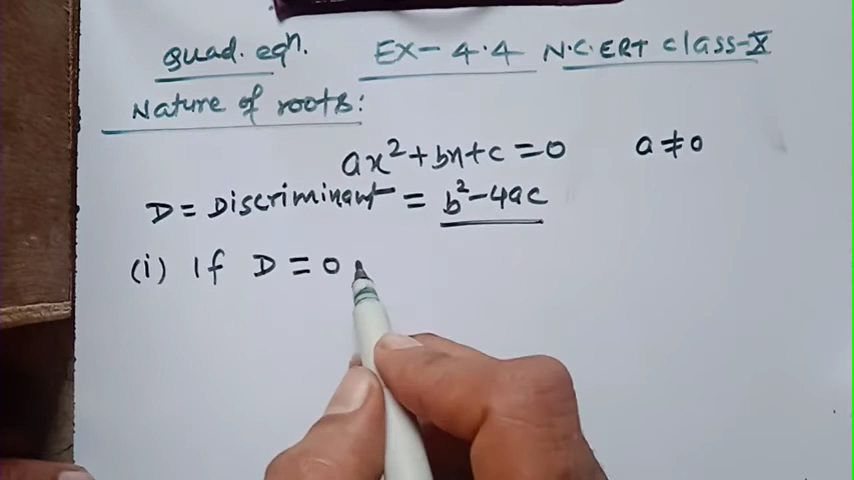 Quad. eqn. Ex- 4.4 N.C.ERT class-X
Nature of roots:
ax²+bx+c=0 a≠0
D = Discriminant = b²-4ac
(i) If D = 0